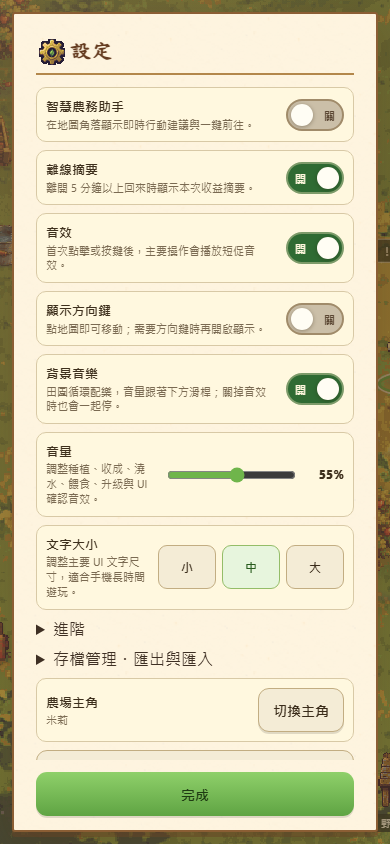 設定
智慧農務助手
在地圖角落顯示即時行動建議與一鍵前往。
關
離線摘要
離開 5 分鐘以上回來時顯示本次收益摘要。
開
音效
首次點擊或按鍵後，主要操作會播放短促音
效。
開
顯示方向鍵
點地圖即可移動；需要方向鍵時再開啟顯示。
關
背景音樂
田園循環配樂，音量跟著下方滑桿；關掉音效
時也會一起停。
開
音量
調整種植、收成、澆
水、餵食、升級與 UI
確認音效。
55%
文字大小
調整主要 UI 文字尺
寸，適合手機長時間
遊玩。
小
中
大
▶ 進階
▶ 存檔管理・匯出與匯入
農場主角
米莉
切換主角
完成
野